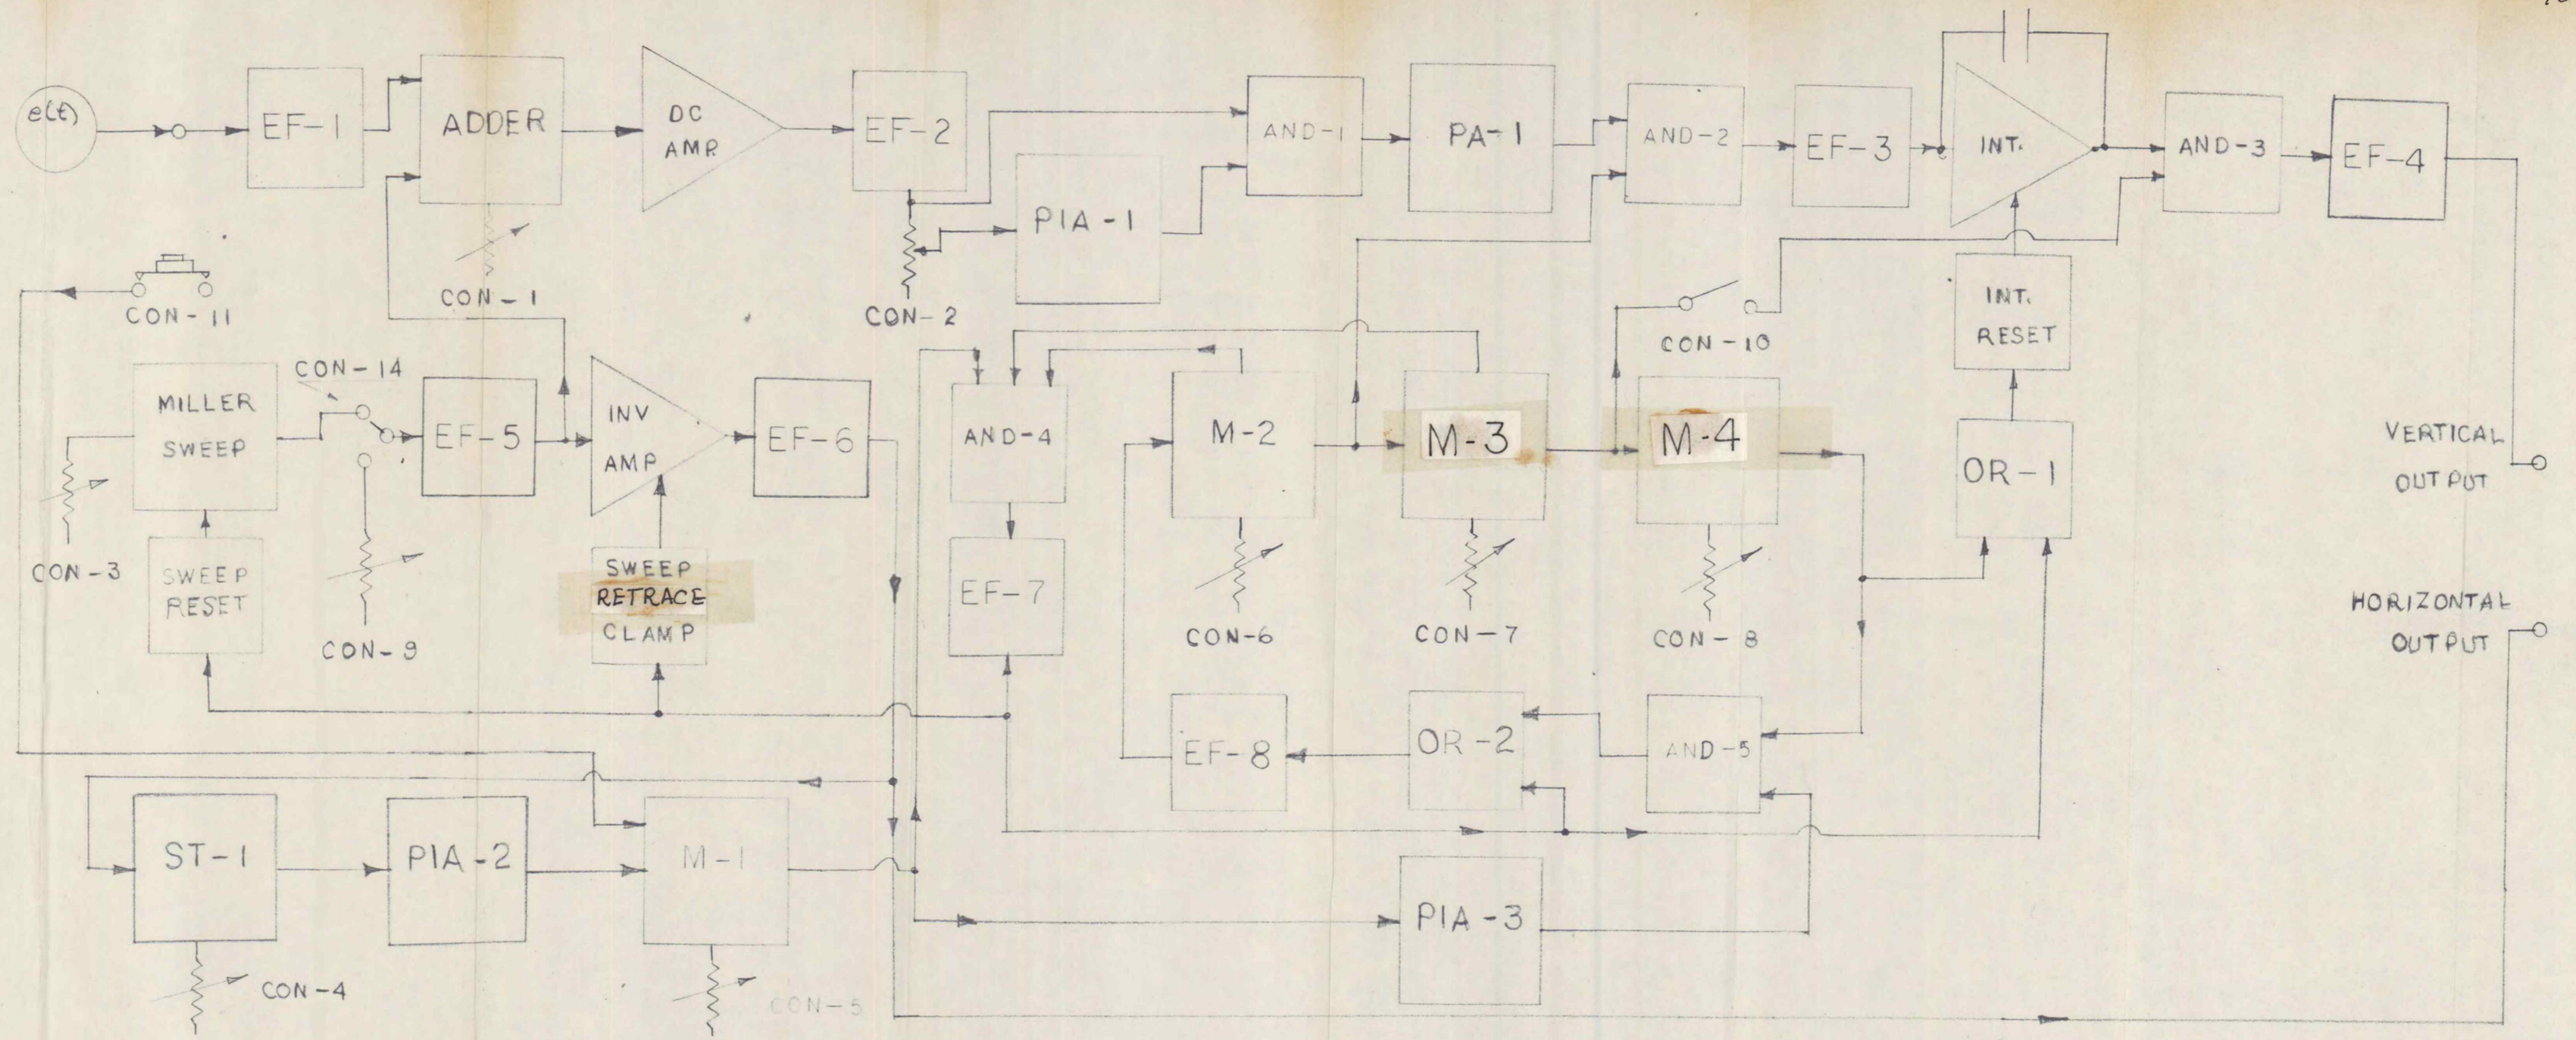 e(t)
EF-1
ADDER
DC
AMP.
EF-2
AND-1
PA-1
AND-2
EF-3
INT.
AND-3
EF-4
PIA-1
CON-11
CON-1
CON-2
CON-10
INT.
RESET
CON-14
MILLER
SWEEP
EF-5
INV
AMP
EF-6
AND-4
M-2
M-3
M-4
OR-1
VERTICAL
OUTPUT
CON-3
SWEEP
RESET
CON-9
SWEEP
RETRACE
CLAMP
EF-7
CON-6
CON-7
CON-8
HORIZONTAL
OUTPUT
EF-8
OR-2
AND-5
ST-1
PIA-2
M-1
PIA-3
CON-4
CON-5